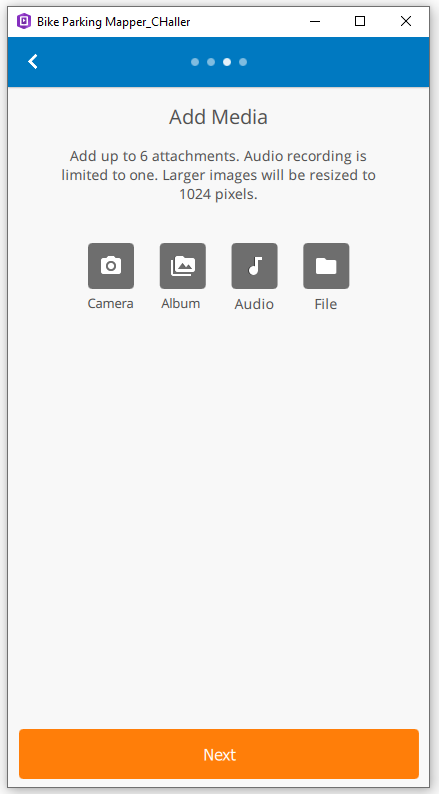 Bike Parking Mapper_CHaller
Add Media
Add up to 6 attachments. Audio recording is
limited to one. Larger images will be resized to
1024 pixels.
Camera
Album
Audio
File
Next